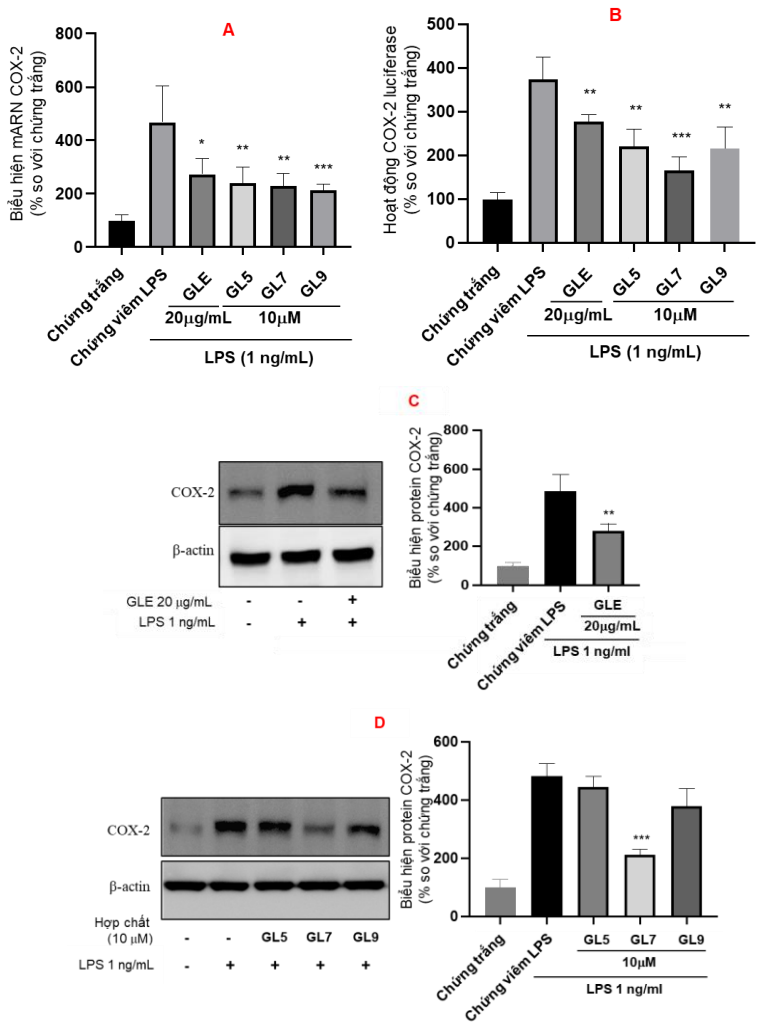 A
Biểu hiện mARN COX-2
(% so với chứng trắng)
800
600
400
200
0
*
**
**
***
Chứng trắng
Chứng viêm LPS
GLE
GL5
GL7
GL9
20μg/mL
10μM
LPS (1 ng/mL)
B
Hoạt động COX-2 luciferase
(% so với chứng trắng)
500
400
300
200
100
0
**
**
***
**
Chứng trắng
Chứng viêm LPS
GLE
GL5
GL7
GL9
20μg/mL
10μM
LPS (1 ng/mL)
C
COX-2
β-actin
GLE 20 μg/mL - - +
LPS 1 ng/mL - + +
Biểu hiện protein COX-2
(% so với chứng trắng)
800
600
400
200
0
**
Chứng trắng
Chứng viêm LPS
GLE
20μg/mL
LPS 1 ng/ml
D
COX-2
β-actin
Hợp chất
(10 μM) - - GL5 GL7 GL9
LPS 1 ng/mL - + + + +
Biểu hiện protein COX-2
(% so với chứng trắng)
600
400
200
0
***
Chứng trắng
Chứng viêm LPS
GL5
GL7
GL9
10μM
LPS 1 ng/ml